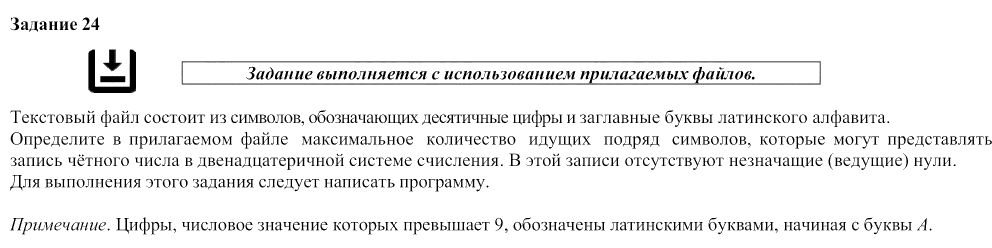 Задание 24
Задание выполняется с использованием прилагаемых файлов.
Текстовый файл состоит из символов, обозначающих десятичные цифры и заглавные буквы латинского алфавита.
Определите в прилагаемом файле максимальное количество идущих подряд символов, которые могут представлять
запись чётного числа в двенадцатеричной системе счисления. В этой записи отсутствуют незначащие (ведущие) нули.
Для выполнения этого задания следует написать программу.
Примечание. Цифры, числовое значение которых превышает 9, обозначены латинскими буквами, начиная с буквы A.